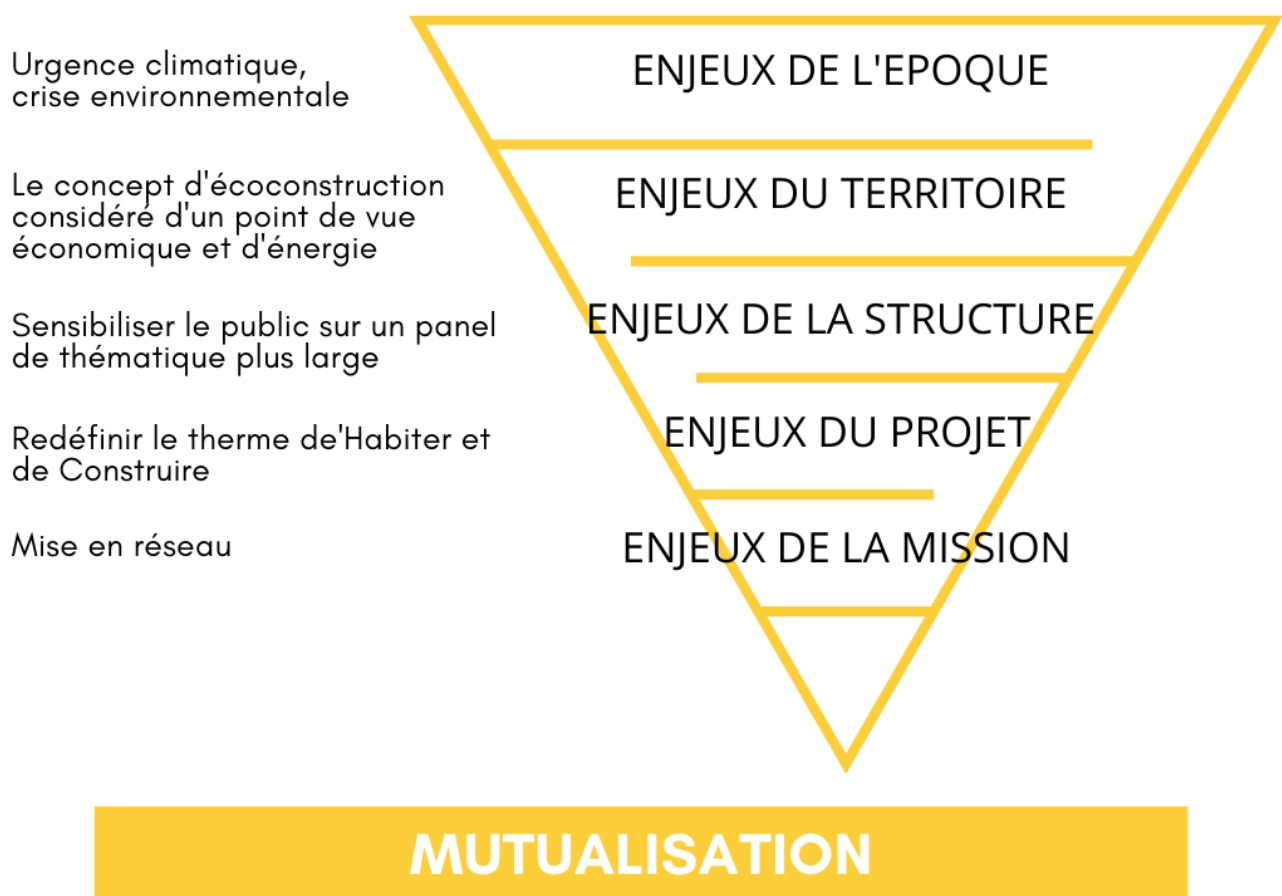 Urgence climatique,
crise environnementale
ENJEUX DE L'EPOQUE
Le concept d'écoconstruction
considéré d'un point de vue
économique et d'énergie
ENJEUX DU TERRITOIRE
Sensibiliser le public sur un panel
de thématique plus large
ENJEUX DE LA STRUCTURE
Redéfinir le therme de'Habiter et
de Construire
ENJEUX DU PROJET
Mise en réseau
ENJEUX DE LA MISSION
MUTUALISATION